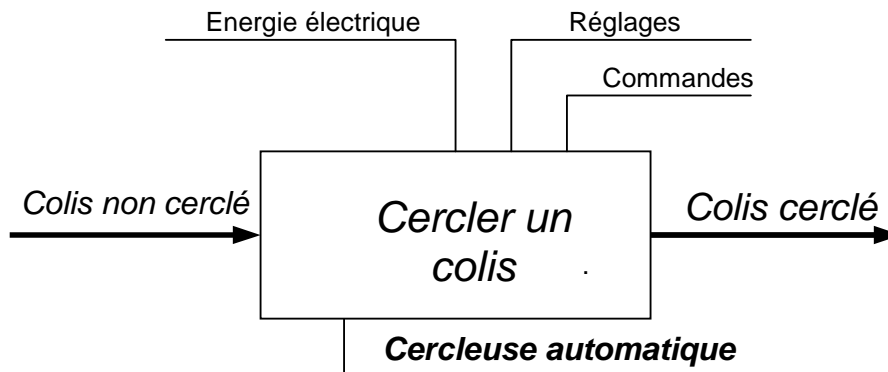 Energie électrique
Réglages
Commandes
Colis non cerclé
Cercler un
colis .
Colis cerclé
Cercleuse automatique